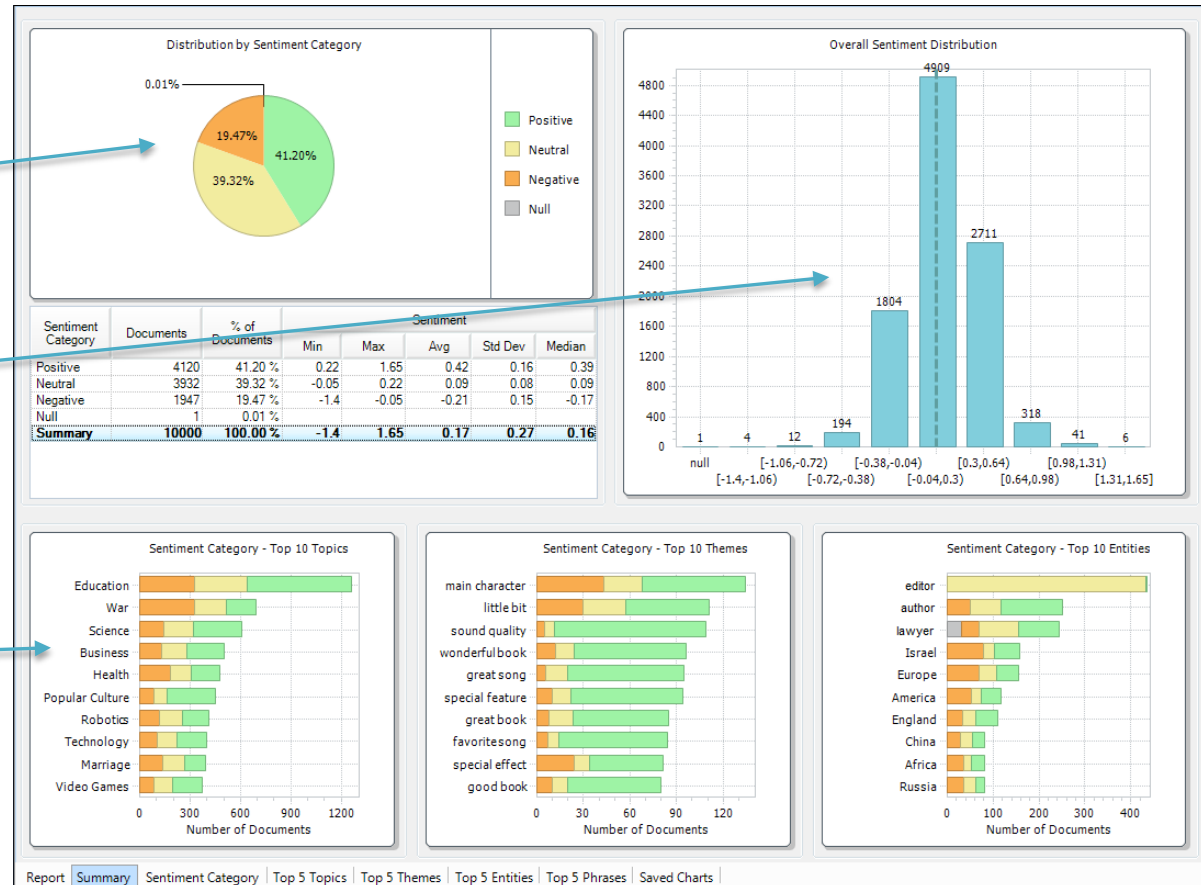 Distribution by Sentiment Category
0.01%
19.47%
41.20%
39.32%
Positive
Neutral
Negative
Null
Overall Sentiment Distribution
4909
4800
4400
4000
3600
3200
2800
2400
2000
1600
1200
800
400
0
1
4
12
194
1804
2711
318
41
6
null [-1.06,-0.72) [-0.38,-0.04) [0.3,0.64) [0.98,1.31)
[-1.4,-1.06) [-0.72,-0.38) [-0.04,0.3) [0.64,0.98) [1.31,1.65]
Sentiment Category Documents % of Documents Sentiment
Min Max Avg Std Dev Median
Positive 4120 41.20 % 0.22 1.65 0.42 0.16 0.39
Neutral 3932 39.32 % -0.05 0.22 0.09 0.08 0.09
Negative 1947 19.47 % -1.4 -0.05 -0.21 0.15 -0.17
Null 1 0.01 %
Summary 10000 100.00 % -1.4 1.65 0.17 0.27 0.16
Sentiment Category - Top 10 Topics
Education
War
Science
Business
Health
Popular Culture
Robotics
Technology
Marriage
Video Games
0 300 600 900 1200
Number of Documents
Sentiment Category - Top 10 Themes
main character
little bit
sound quality
wonderful book
great song
special feature
great book
favorite song
special effect
good book
0 30 60 90 120
Number of Documents
Sentiment Category - Top 10 Entities
editor
author
lawyer
Israel
Europe
America
England
China
Africa
Russia
0 100 200 300 400
Number of Documents
Report Summary Sentiment Category Top 5 Topics Top 5 Themes Top 5 Entities Top 5 Phrases Saved Charts